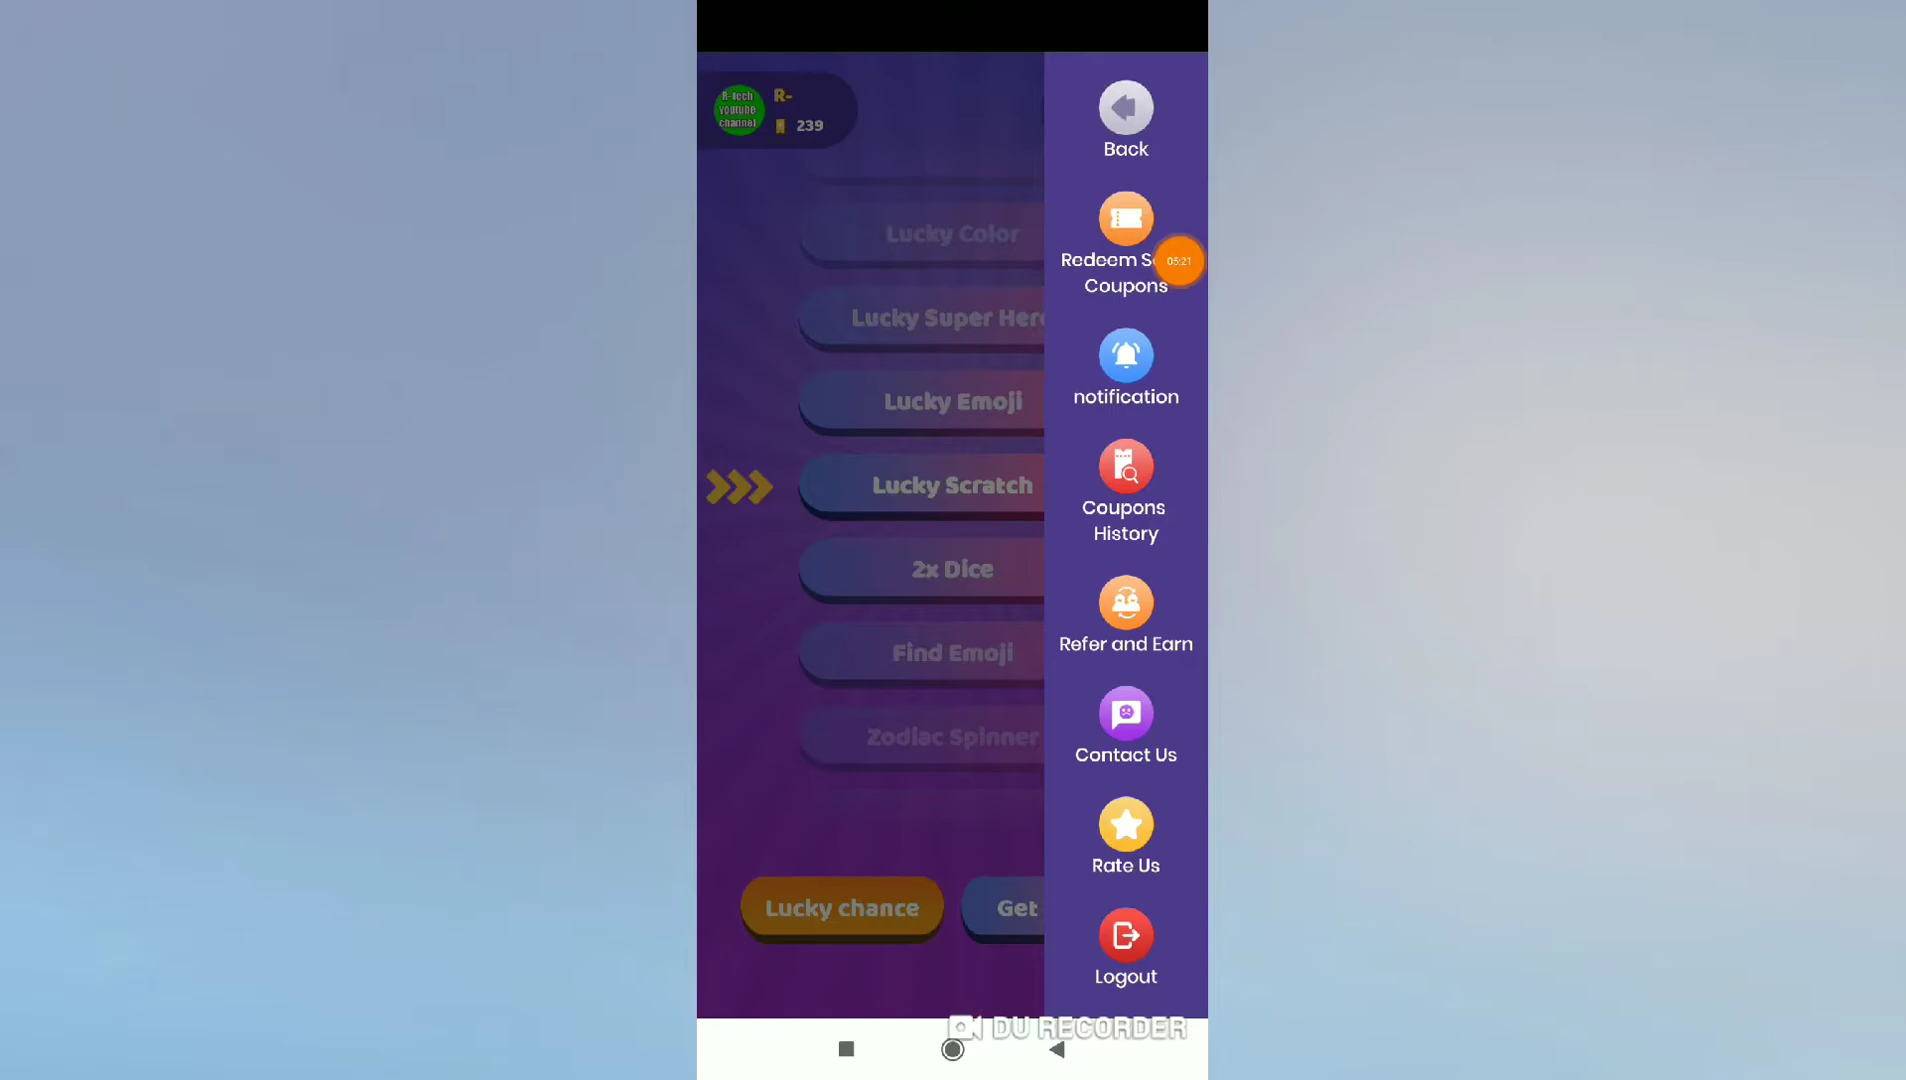 R-tech
youtube
channel
R-
239
Lucky Color
Lucky Super Hero
Lucky Emoji
Lucky Scratch
2x Dice
Find Emoji
Zodiac Spinner
Lucky chance
Get
Back
Redeem
Coupons
05:21
notification
Coupons
History
Refer and Earn
Contact Us
Rate Us
Logout
DU RECORDER